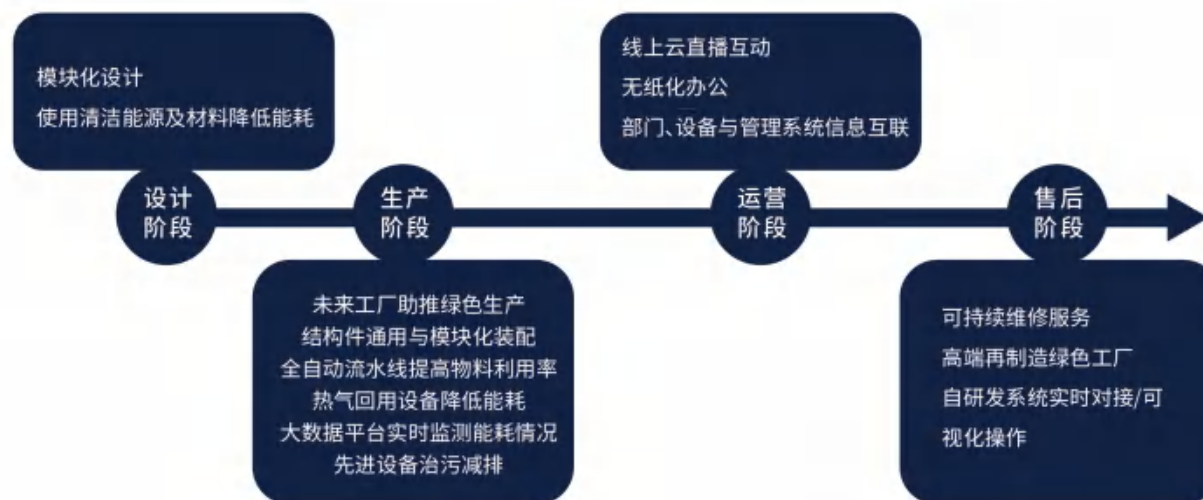 模块化设计
使用清洁能源及材料降低能耗
线上云直播互动
无纸化办公
部门、设备与管理系统信息互联
设计
阶段
生产
阶段
运营
阶段
售后
阶段
未来工厂助推绿色生产
结构件通用与模块化装配
全自动流水线提高物料利用率
热气回用设备降低能耗
大数据平台实时监测能耗情况
先进设备治污减排
可持续维修服务
高端再制造绿色工厂
自研发系统实时对接/可
视化操作